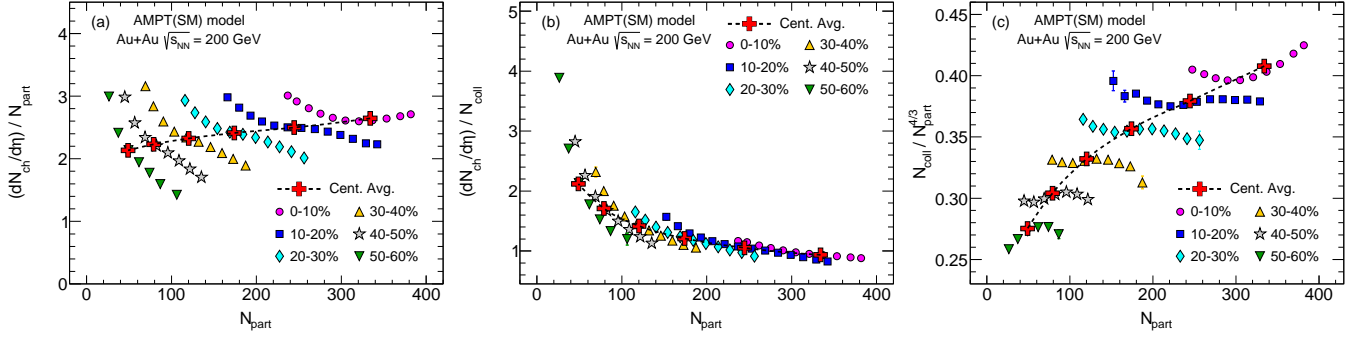 (a)
AMPT(SM) model
Au+Au √s_NN = 200 GeV
(dN_ch/dη) / N_part
4
3
2
1
0
Cent. Avg.
0-10%
30-40%
10-20%
40-50%
20-30%
50-60%
0
100
200
300
400
N_part
(b)
AMPT(SM) model
Au+Au √s_NN = 200 GeV
(dN_ch/dη) / N_coll
5
4
3
2
1
0
Cent. Avg.
0-10%
30-40%
10-20%
40-50%
20-30%
50-60%
0
100
200
300
400
N_part
(c)
AMPT(SM) model
Au+Au √s_NN = 200 GeV
N_coll / N_part^4/3
0.40
0.35
0.30
0.25
Cent. Avg.
0-10%
30-40%
10-20%
40-50%
20-30%
50-60%
0
100
200
300
400
N_part